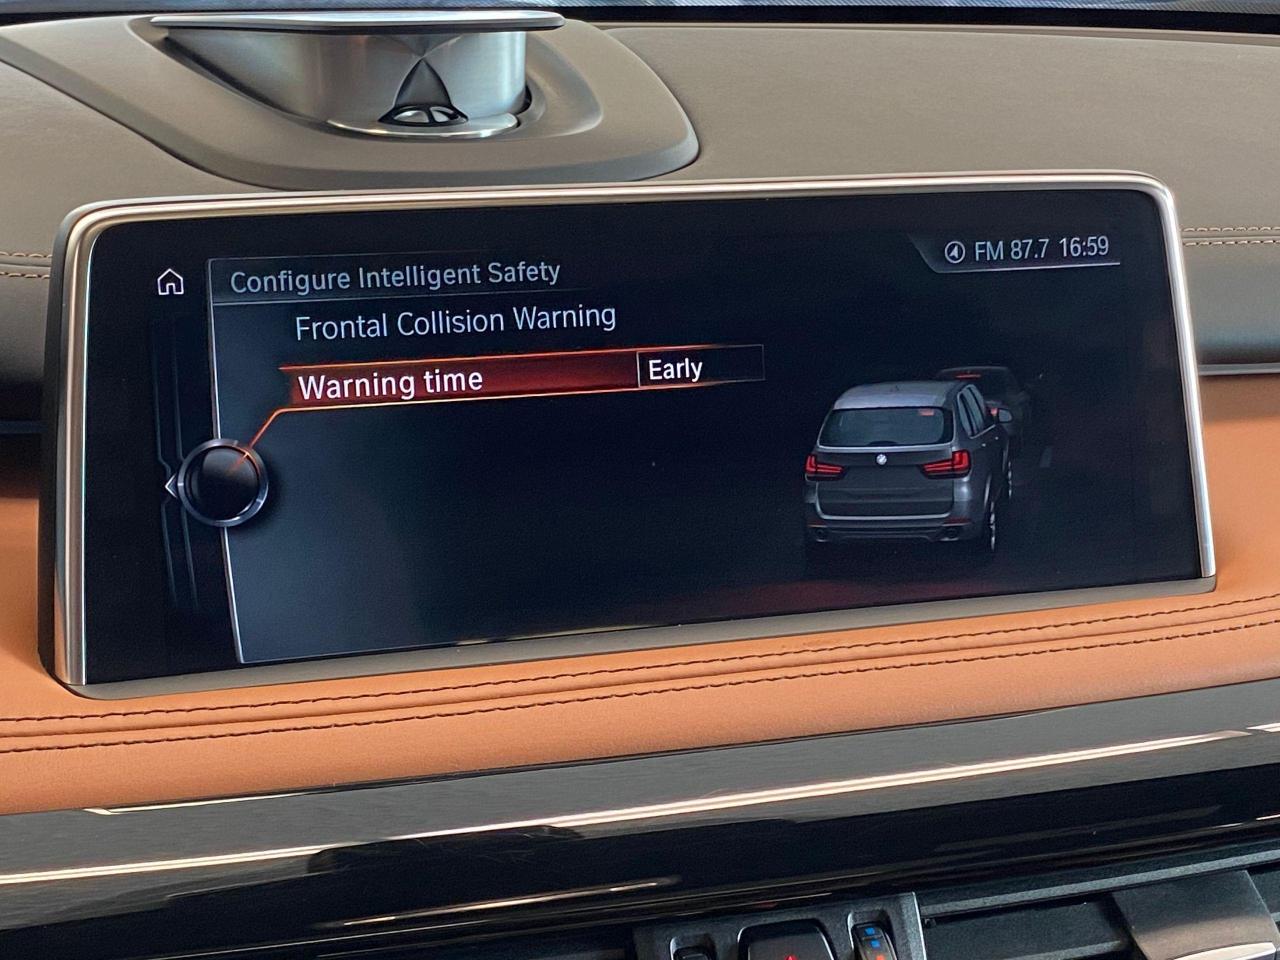 FM 87.7 16:59
Configure Intelligent Safety
Frontal Collision Warning
Warning time Early